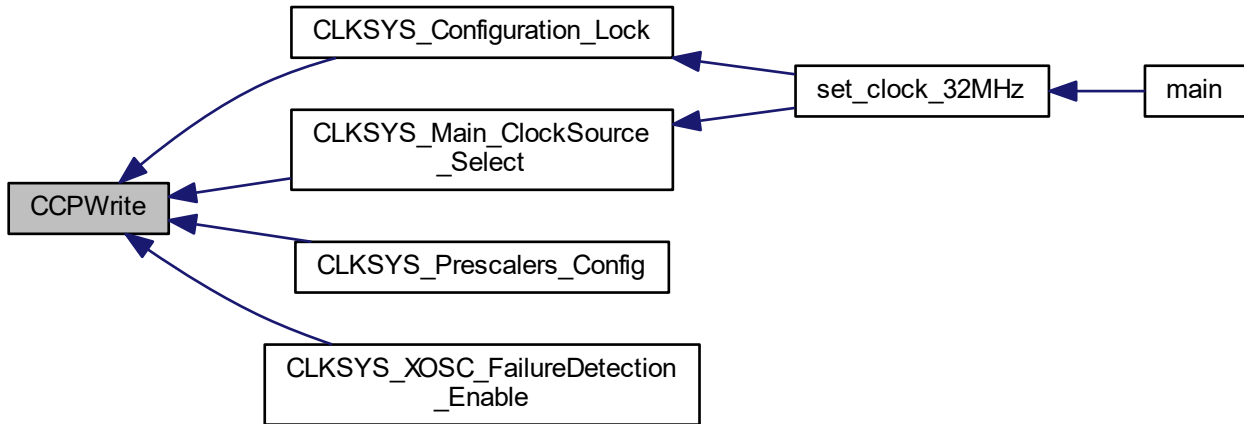 CLKSYS_Configuration_Lock
set_clock_32MHz
main
CLKSYS_Main_ClockSource
_Select
CCPWrite
CLKSYS_Prescalers_Config
CLKSYS_XOSC_FailureDetection
_Enable